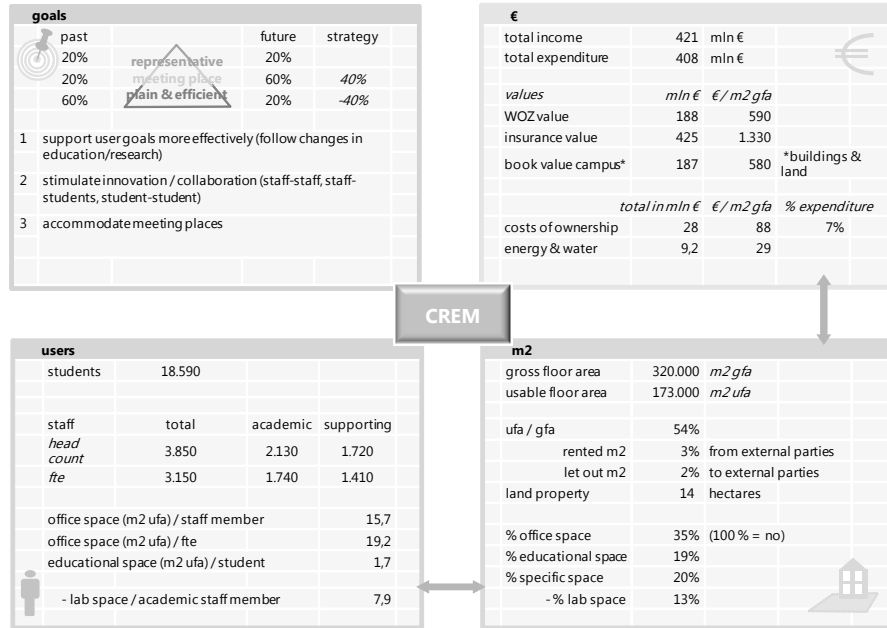 goals
past future strategy
20% representative 20%
20% meeting place 60% 40%
60% plain & efficient 20% -40%
1 support user goals more effectively (follow changes in
education/research)
2 stimulate innovation / collaboration (staff-staff, staff-
students, student-student)
3 accommodate meeting places
€
total income 421 mln €
total expenditure 408 mln €
values mln € € / m2 gfa
WOZ value 188 590
insurance value 425 1.330
book value campus* 187 580 *buildings &
land
total in mln € € / m2 gfa % expenditure
costs of ownership 28 88 7%
energy & water 9,2 29
€
CREM
users
students 18.590
staff total academic supporting
head
count 3.850 2.130 1.720
fte 3.150 1.740 1.410
office space (m2 ufa) / staff member 15,7
office space (m2 ufa) / fte 19,2
educational space (m2 ufa) / student 1,7
- lab space / academic staff member 7,9
m2
gross floor area 320.000 m2 gfa
usable floor area 173.000 m2 ufa
ufa / gfa 54%
rented m2 3% from external parties
let out m2 2% to external parties
land property 14 hectares
% office space 35% (100 % = no)
% educational space 19%
% specific space 20%
- % lab space 13%